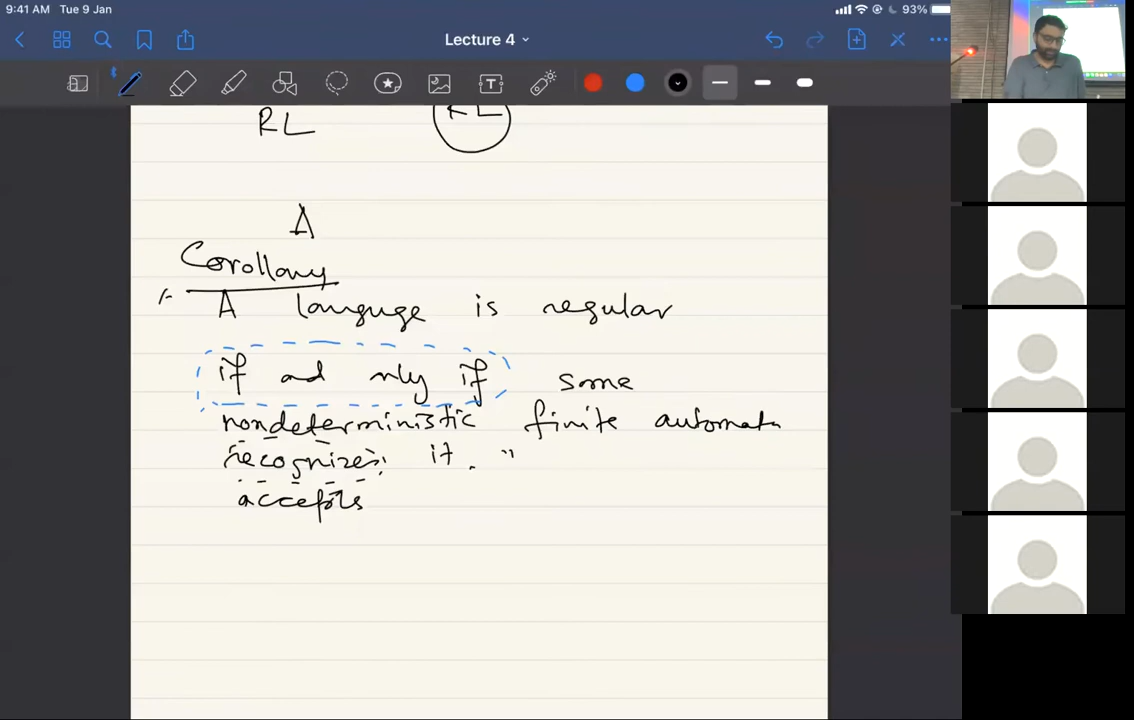 9:41 AM Tue 9 Jan
93%
Lecture 4
RL RL
A
Corollary
" A languge is regular
if and only if some
nondeterministic finite automata
recognizes it. "
accepts